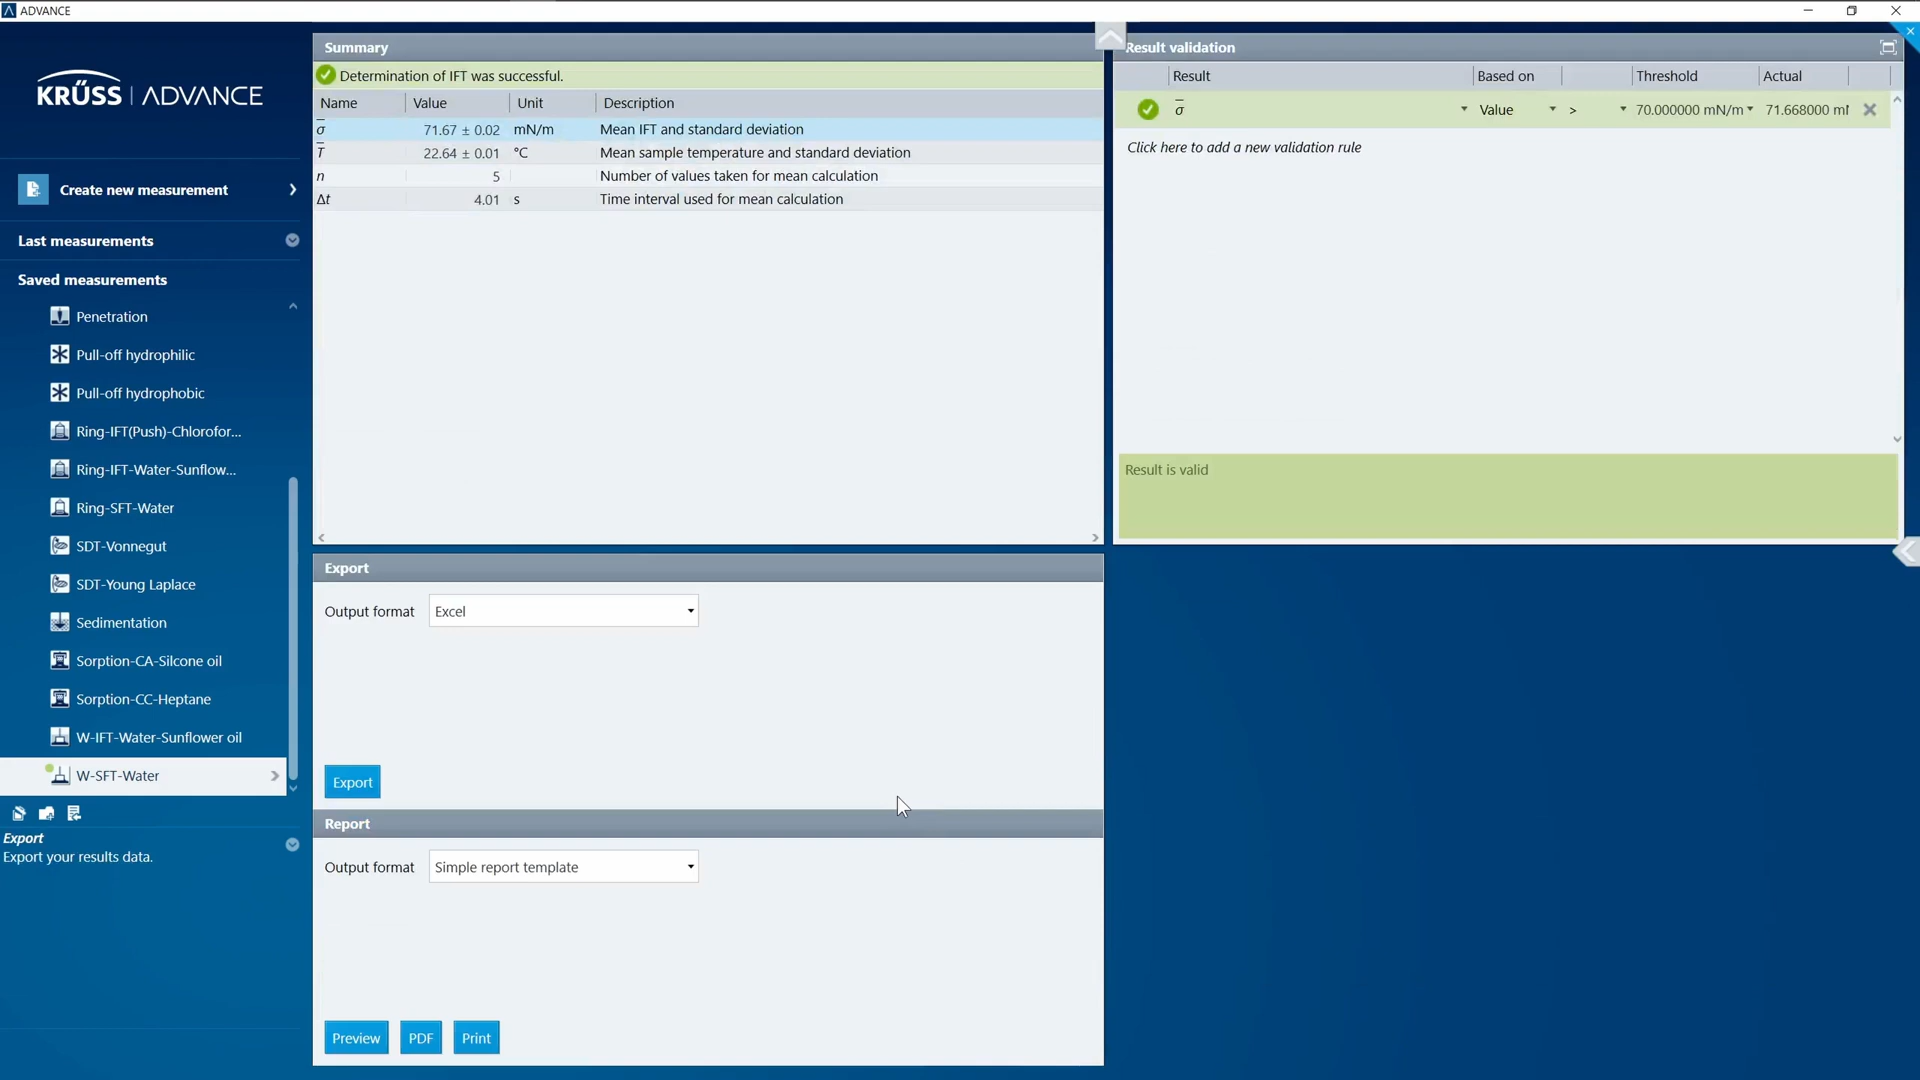 ADVANCE
KRÜSS | ADVANCE
Create new measurement
Last measurements
Saved measurements
Penetration
Pull-off hydrophilic
Pull-off hydrophobic
Ring-IFT(Push)-Chlorofor...
Ring-IFT-Water-Sunflow...
Ring-SFT-Water
SDT-Vonnegut
SDT-Young Laplace
Sedimentation
Sorption-CA-Silcone oil
Sorption-CC-Heptane
W-IFT-Water-Sunflower oil
W-SFT-Water
Export
Export your results data.
Summary
Determination of IFT was successful.
Name Value Unit Description
σ̅ 71.67 ± 0.02 mN/m Mean IFT and standard deviation
T̅ 22.64 ± 0.01 °C Mean sample temperature and standard deviation
n 5 Number of values taken for mean calculation
Δt 4.01 s Time interval used for mean calculation
Export
Output format Excel
Export
Report
Output format Simple report template
Preview PDF Print
Result validation
Result Based on Threshold Actual
σ̅ Value > 70.000000 mN/m 71.668000 ml
Click here to add a new validation rule
Result is valid